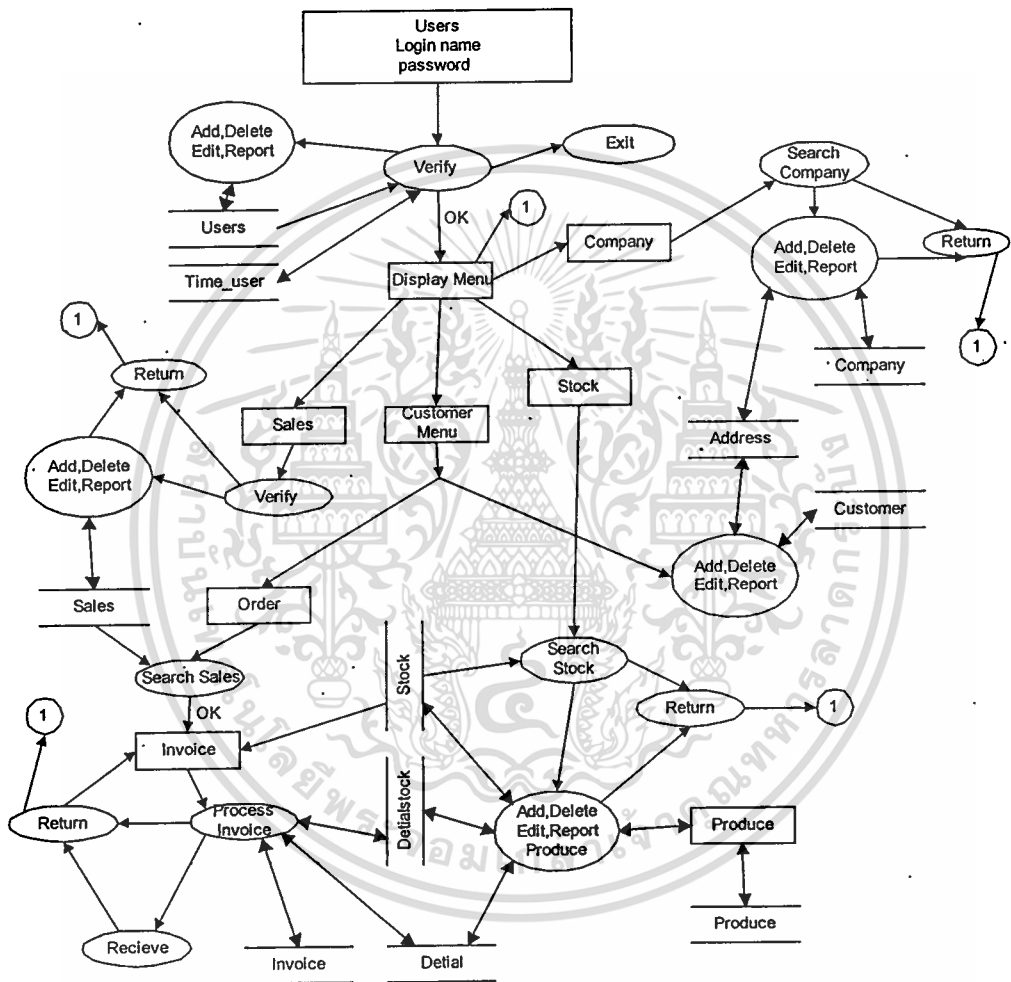 Users
Login name
password
Add,Delete
Edit,Report
Verify
Exit
Search
Company
Users
OK
1
Company
Add,Delete
Edit,Report
Return
Time_user
Display Menu
1
1
Company
Return
Stock
Sales
Customer
Menu
Address
Add,Delete
Edit,Report
Verify
Customer
Add,Delete
Edit,Report
Sales
Order
Search Sales
Stock
Search
Stock
OK
1
Return
1
Invoice
Detialstock
Return
Process
Invoice
Add,Delete
Edit,Report
Produce
Produce
Recieve
Invoice
Detial
Produce